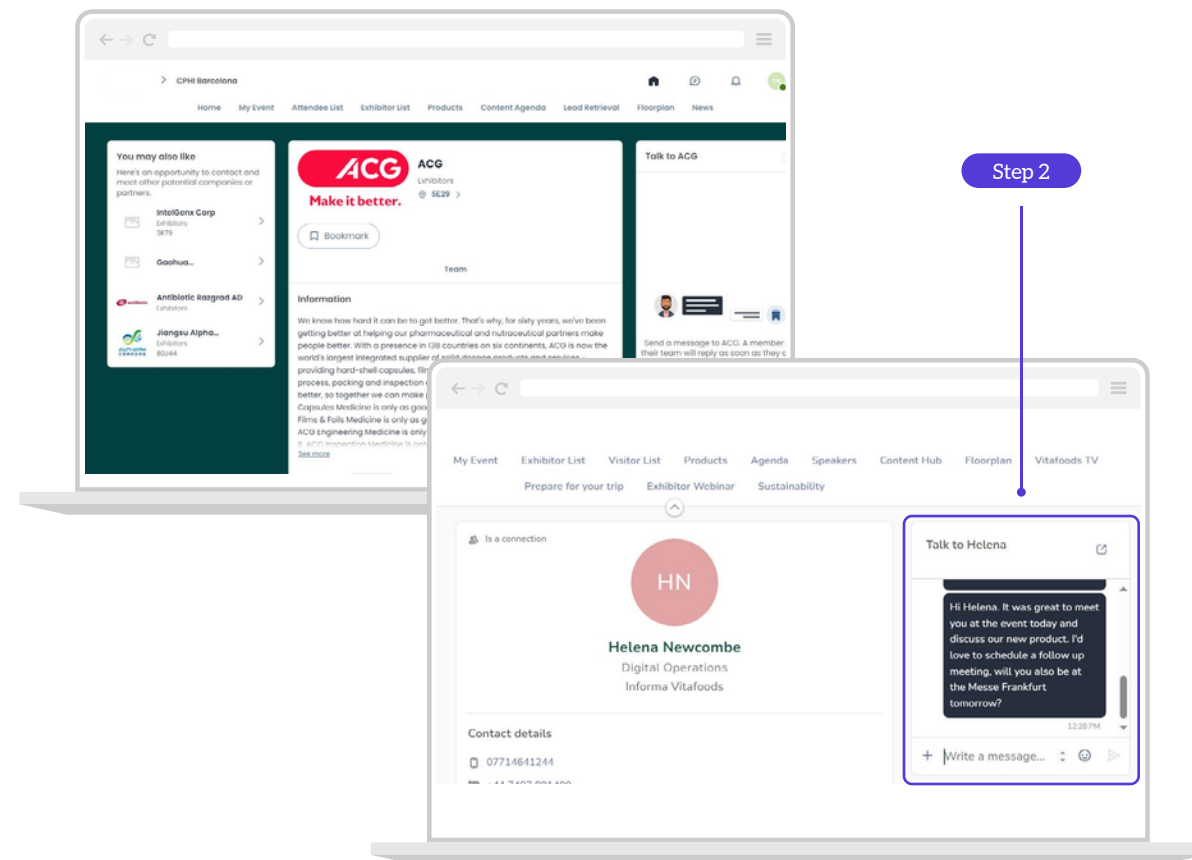 CPHI Barcelona
Home My Event Attendee List Exhibitor List Products Content Agenda Lead Retrieval Floorplan News
You may also like
Here's an opportunity to contact and
meet other potential companies or
partners.
IntelGenx Corp
Exhibitors
3R79
Gaohua...
Antibiotic Razgrad AD
Exhibitors
Jiangsu Alpha...
Exhibitors
80J44
ACG
Make it better.
ACG
Exhibitors
5E29
Bookmark
Team
Information
We know how hard it can be to get better. That's why, for sixty years, we've been
getting better at helping our pharmaceutical and nutraceutical partners make
people better. With a presence in 138 countries on six continents, ACG is now the
world's largest integrated supplier of solid dosage products and services -
providing hard-shell capsules, film
process, packing and inspection
better, so together we can make
Capsules Medicine is only as goo
Films & Foils Medicine is only as g
ACG Engineering Medicine is only
it. ACG Inspection Medicine is only
See more
Talk to ACG
Send a message to ACG. A member
their team will reply as soon as they
Step 2
My Event Exhibitor List Visitor List Products Agenda Speakers Content Hub Floorplan Vitafoods TV
Prepare for your trip Exhibitor Webinar Sustainability
Is a connection
HN
Helena Newcombe
Digital Operations
Informa Vitafoods
Contact details
07714641244
Talk to Helena
Hi Helena. It was great to meet
you at the event today and
discuss our new product. I'd
love to schedule a follow up
meeting, will you also be at
the Messe Frankfurt
tomorrow?
12:28 PM
Write a message...